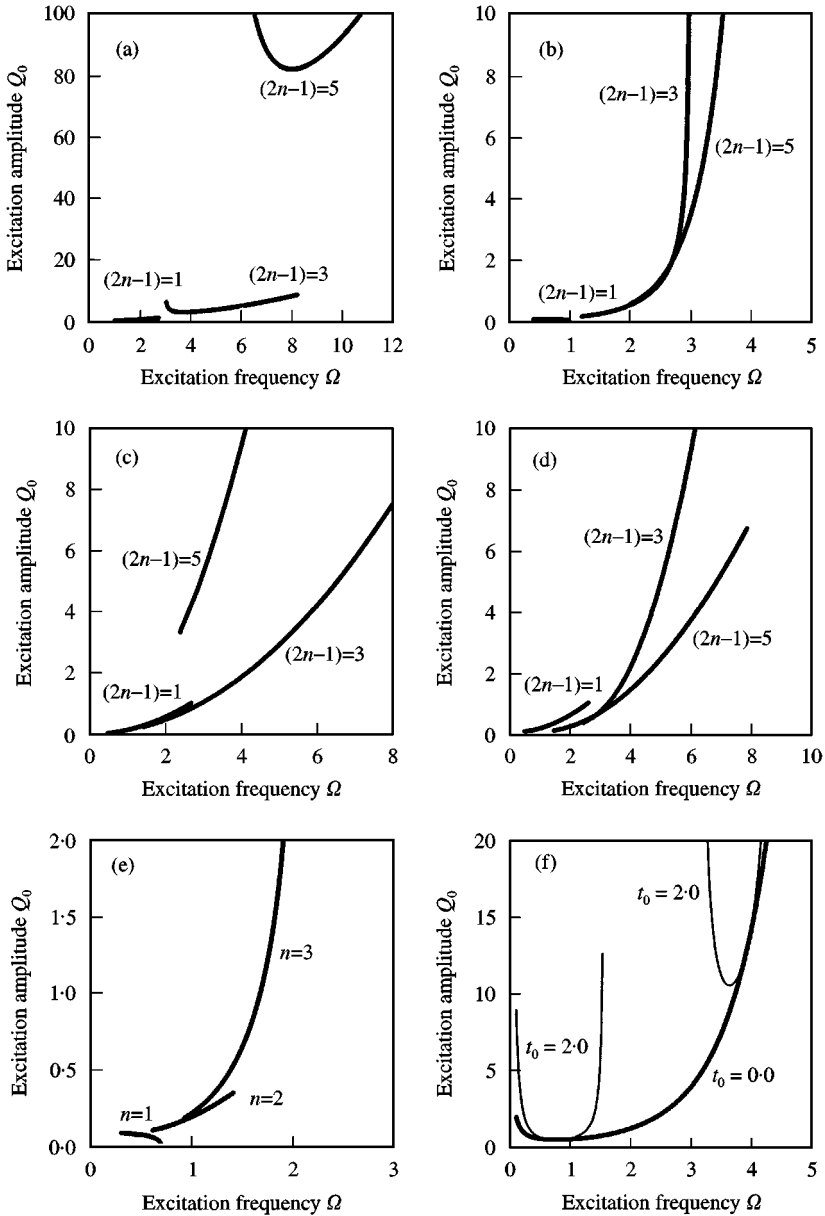 (a)
Excitation amplitude Q₀
100
80
60
40
20
0
(2n−1)=5
(2n−1)=1
(2n−1)=3
0 2 4 6 8 10 12
Excitation frequency Ω
(b)
Excitation amplitude Q₀
10
8
6
4
2
0
(2n−1)=3
(2n−1)=5
(2n−1)=1
0 1 2 3 4 5
Excitation frequency Ω
(c)
Excitation amplitude Q₀
10
8
6
4
2
0
(2n−1)=5
(2n−1)=3
(2n−1)=1
0 2 4 6 8
Excitation frequency Ω
(d)
Excitation amplitude Q₀
10
8
6
4
2
0
(2n−1)=3
(2n−1)=5
(2n−1)=1
0 2 4 6 8 10
Excitation frequency Ω
(e)
Excitation amplitude Q₀
2·0
1·5
1·0
0·5
0·0
n=3
n=1
n=2
0 1 2 3
Excitation frequency Ω
(f)
Excitation amplitude Q₀
20
15
10
5
0
t₀ = 2·0
t₀ = 2·0
t₀ = 0·0
0 1 2 3 4 5
Excitation frequency Ω